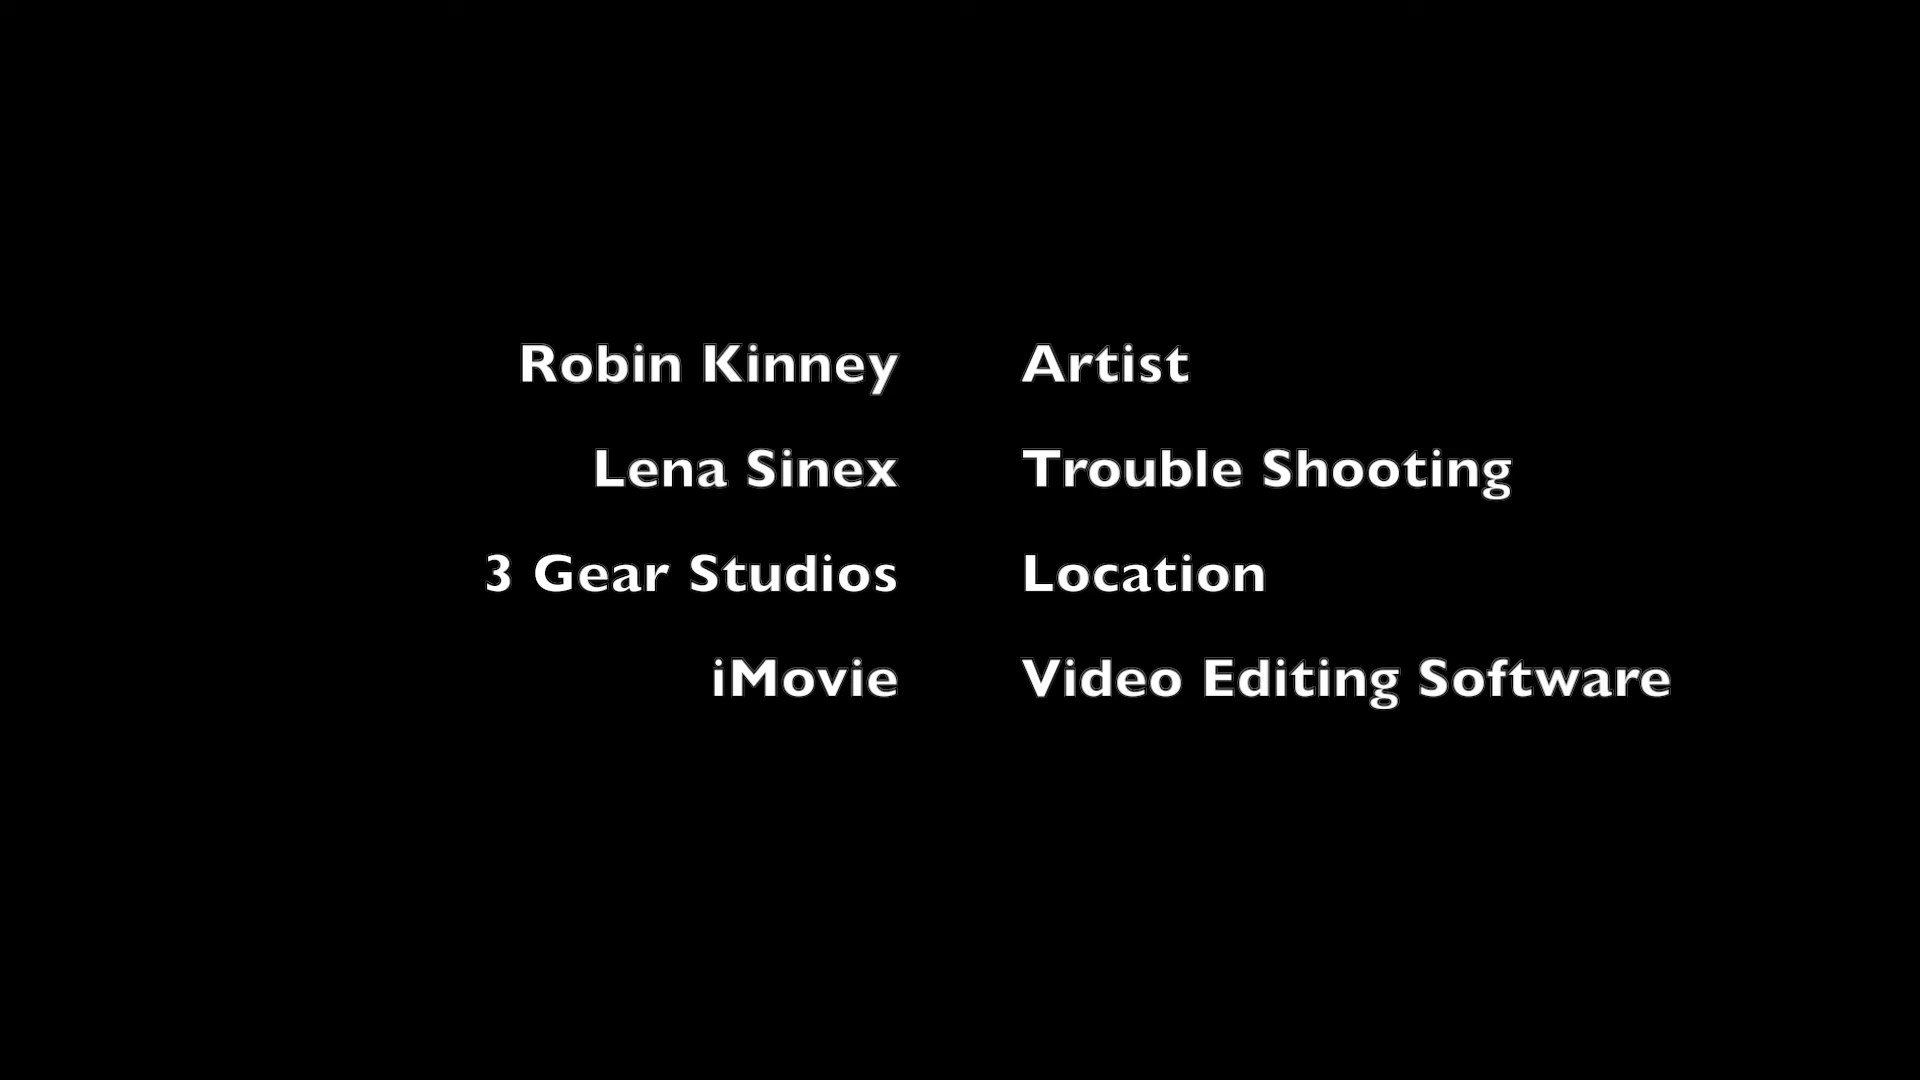 Robin Kinney Artist
Lena Sinex Trouble Shooting
3 Gear Studios Location
iMovie Video Editing Software